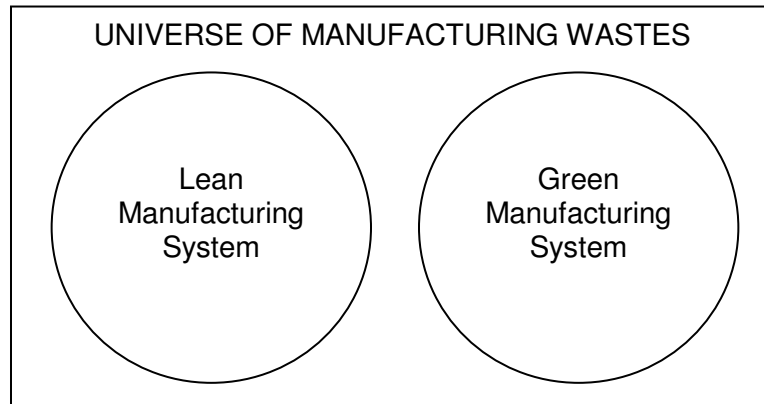 UNIVERSE OF MANUFACTURING WASTES
Lean
Manufacturing
System
Green
Manufacturing
System